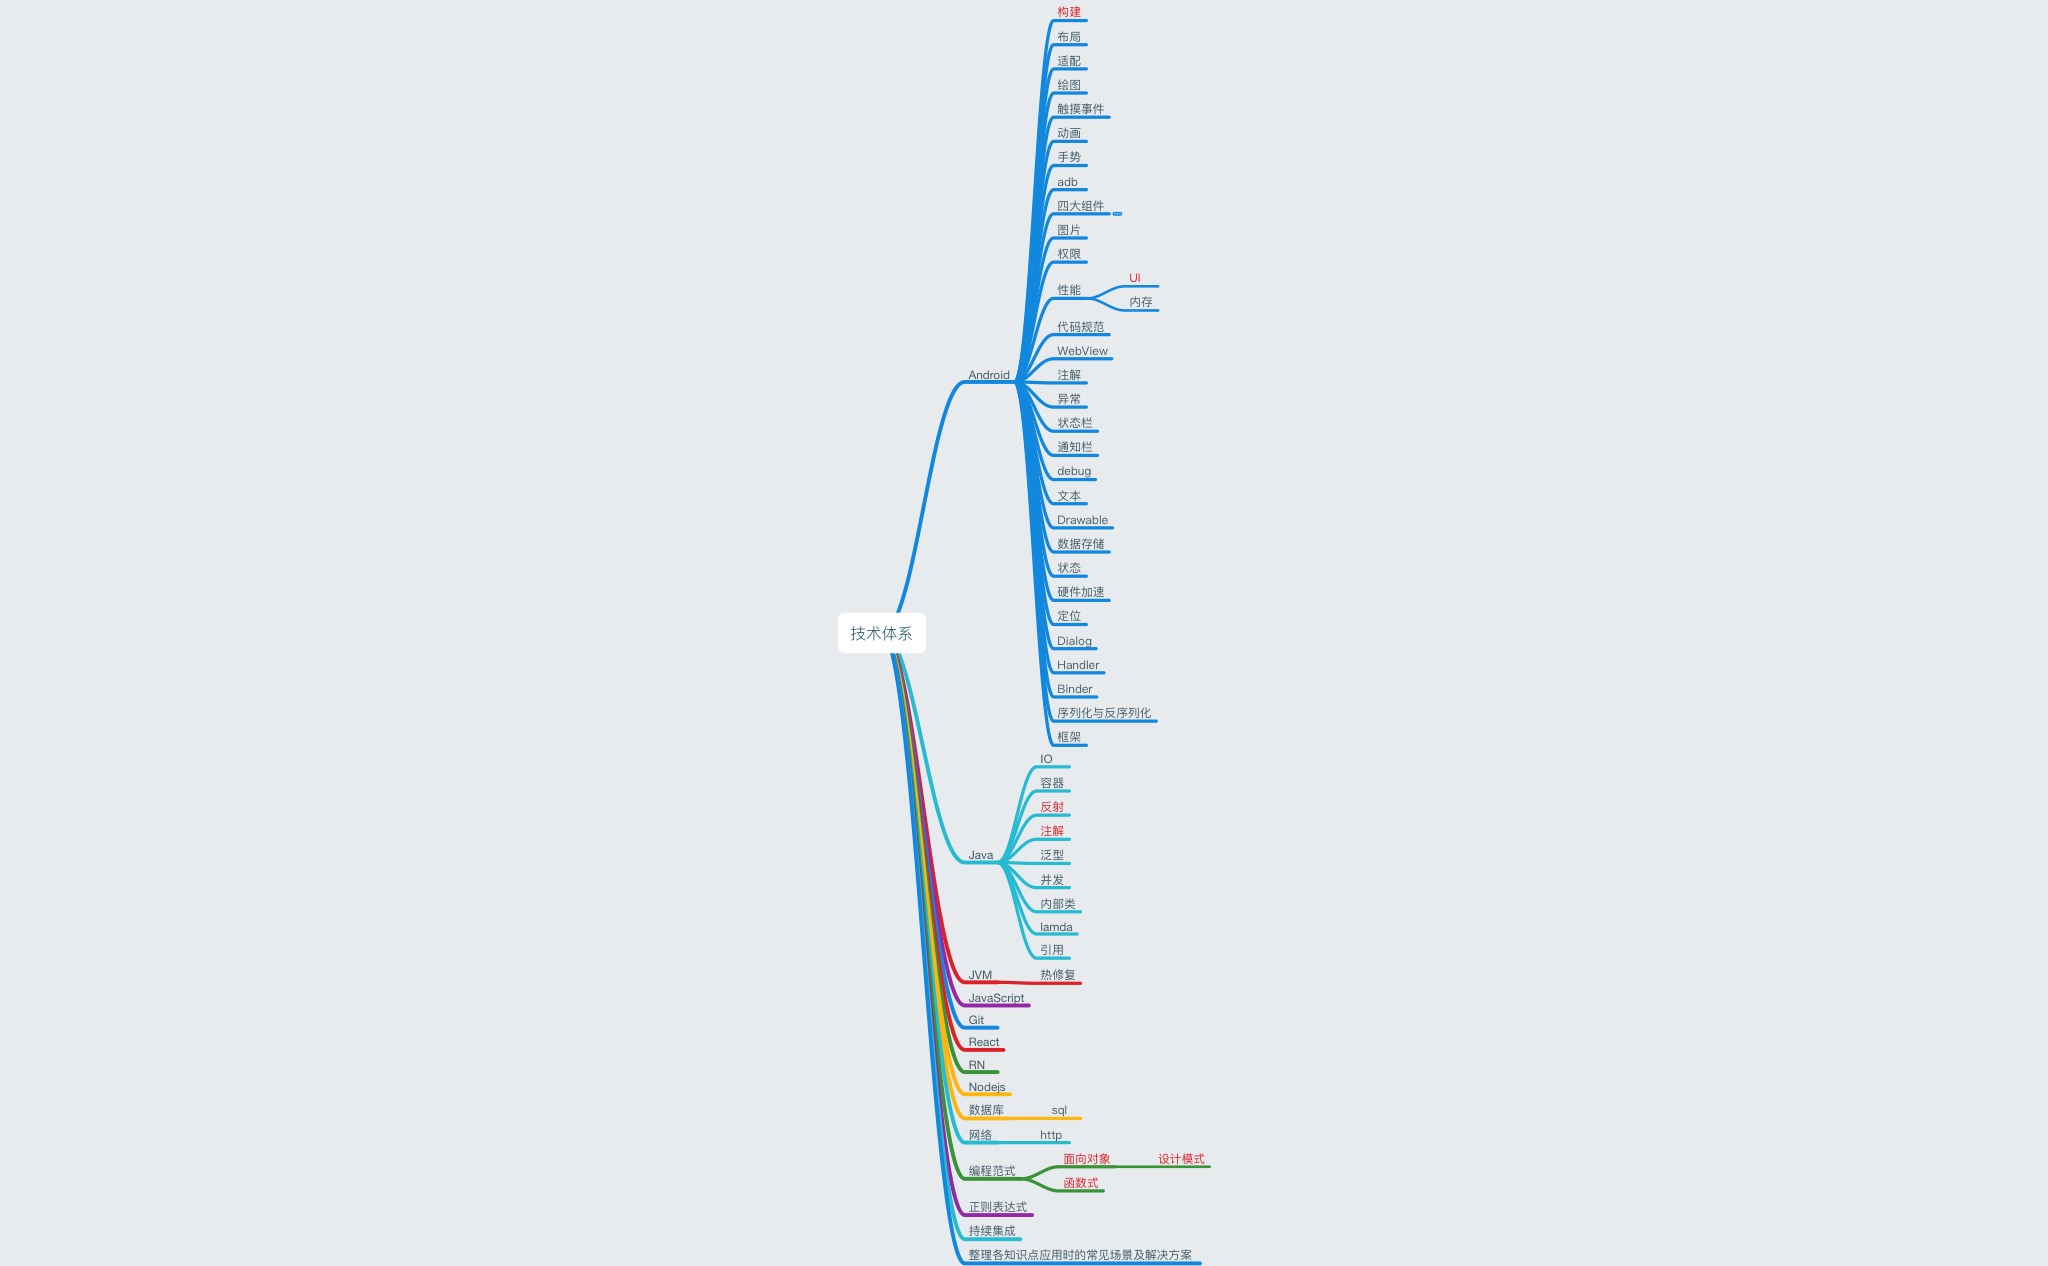 构建
布局
适配
绘图
触摸事件
动画
手势
adb
四大组件
图片
权限
性能
UI
内存
代码规范
WebView
Android
注解
异常
状态栏
通知栏
debug
文本
Drawable
数据存储
状态
硬件加速
定位
技术体系
Dialog
Handler
Binder
序列化与反序列化
框架
IO
容器
反射
注解
Java
泛型
并发
内部类
lamda
引用
JVM
热修复
JavaScript
Git
React
RN
Nodejs
数据库
sql
网络
http
编程范式
面向对象
设计模式
函数式
正则表达式
持续集成
整理各知识点应用时的常见场景及解决方案